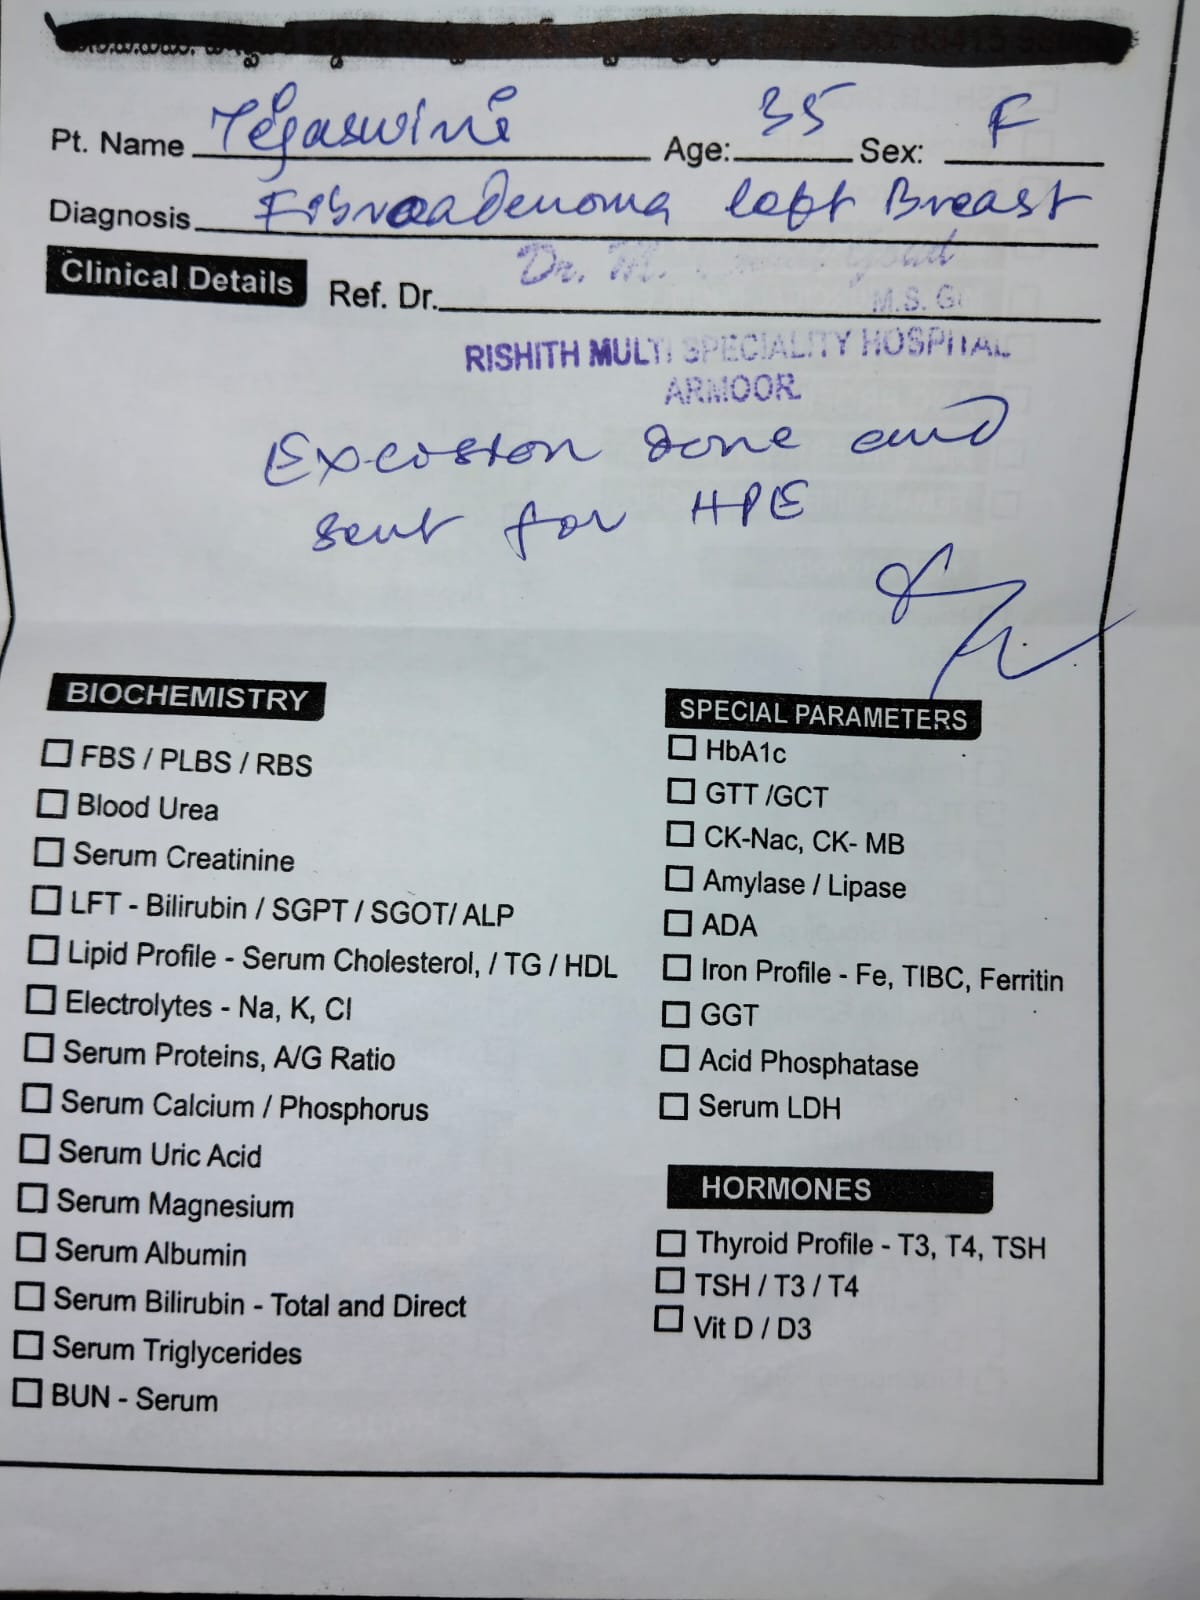 Pt. Name Tejaswini Age: 35 Sex: F
Diagnosis Fibroadenoma left Breast
Clinical Details Ref. Dr. Dr. M. Goud
M.S. G
RISHITH MULTI SPECIALITY HOSPITAL
ARMOOR.
Excision done and
sent for HPE
BIOCHEMISTRY
FBS / PLBS / RBS
Blood Urea
Serum Creatinine
LFT - Bilirubin / SGPT / SGOT/ ALP
Lipid Profile - Serum Cholesterol, / TG / HDL
Electrolytes - Na, K, Cl
Serum Proteins, A/G Ratio
Serum Calcium / Phosphorus
Serum Uric Acid
Serum Magnesium
Serum Albumin
Serum Bilirubin - Total and Direct
Serum Triglycerides
BUN - Serum
SPECIAL PARAMETERS
HbA1c
GTT /GCT
CK-Nac, CK- MB
Amylase / Lipase
ADA
Iron Profile - Fe, TIBC, Ferritin
GGT
Acid Phosphatase
Serum LDH
HORMONES
Thyroid Profile - T3, T4, TSH
TSH / T3 / T4
Vit D / D3